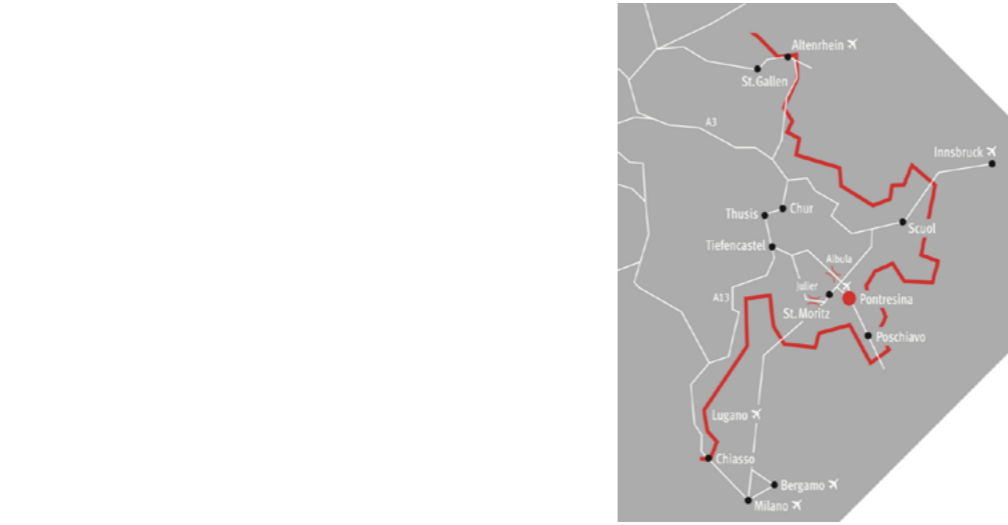 Altenrhein
St.Gallen
A3
Innsbruck
Thusis
Chur
Scuol
Tiefencastel
Albula
Julier
A13
Pontresina
St. Moritz
Poschiavo
Lugano
Chiasso
Bergamo
Milano